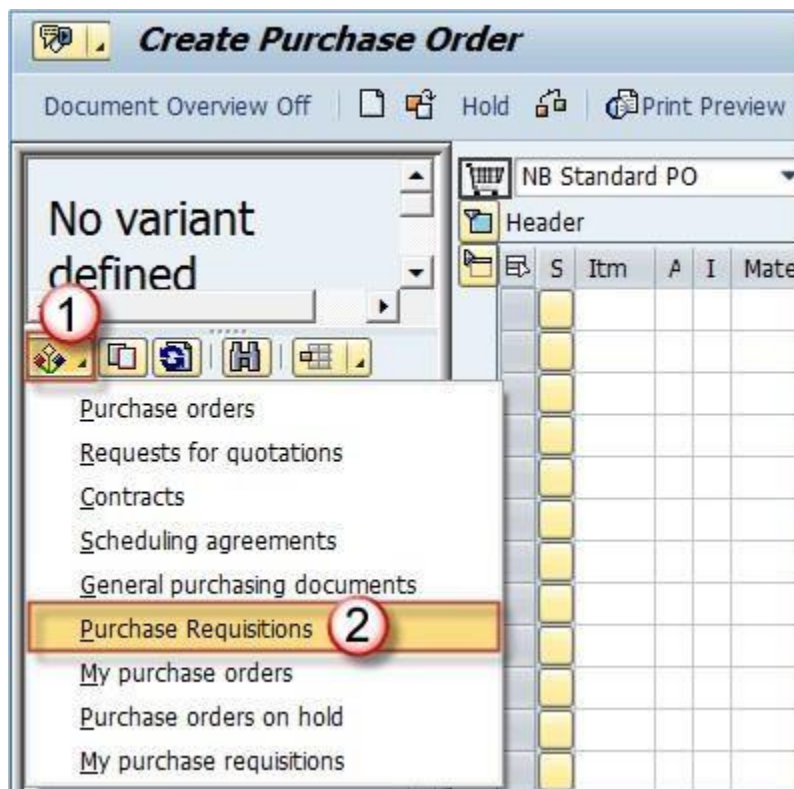 Create Purchase Order
Document Overview Off Hold Print Preview
No variant
defined
NB Standard PO
Header
S Itm A I Mate
1
Purchase orders
Requests for quotations
Contracts
Scheduling agreements
General purchasing documents
Purchase Requisitions 2
My purchase orders
Purchase orders on hold
My purchase requisitions